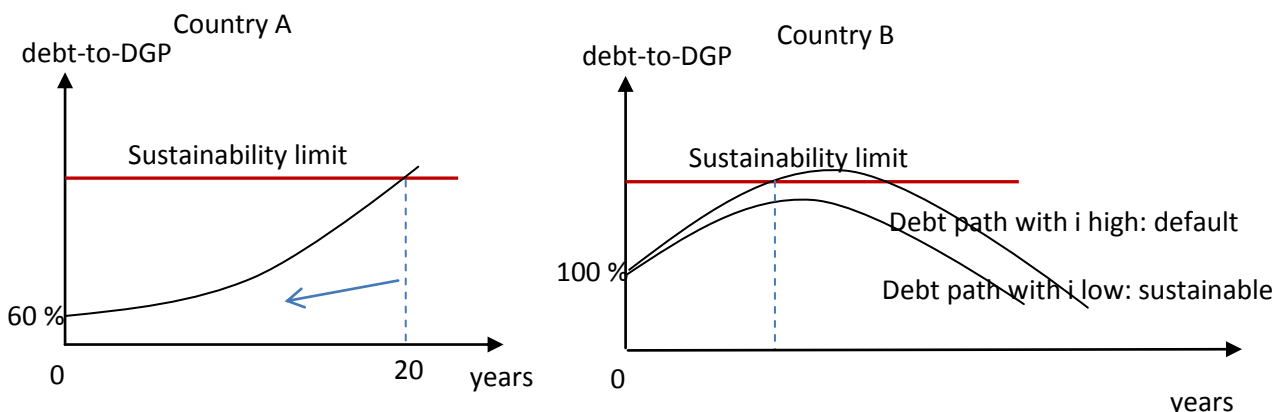 Country A
debt-to-DGP
Sustainability limit
60 %
0
20
years
Country B
debt-to-DGP
Sustainability limit
Debt path with i high: default
100 %
Debt path with i low: sustainable
0
years